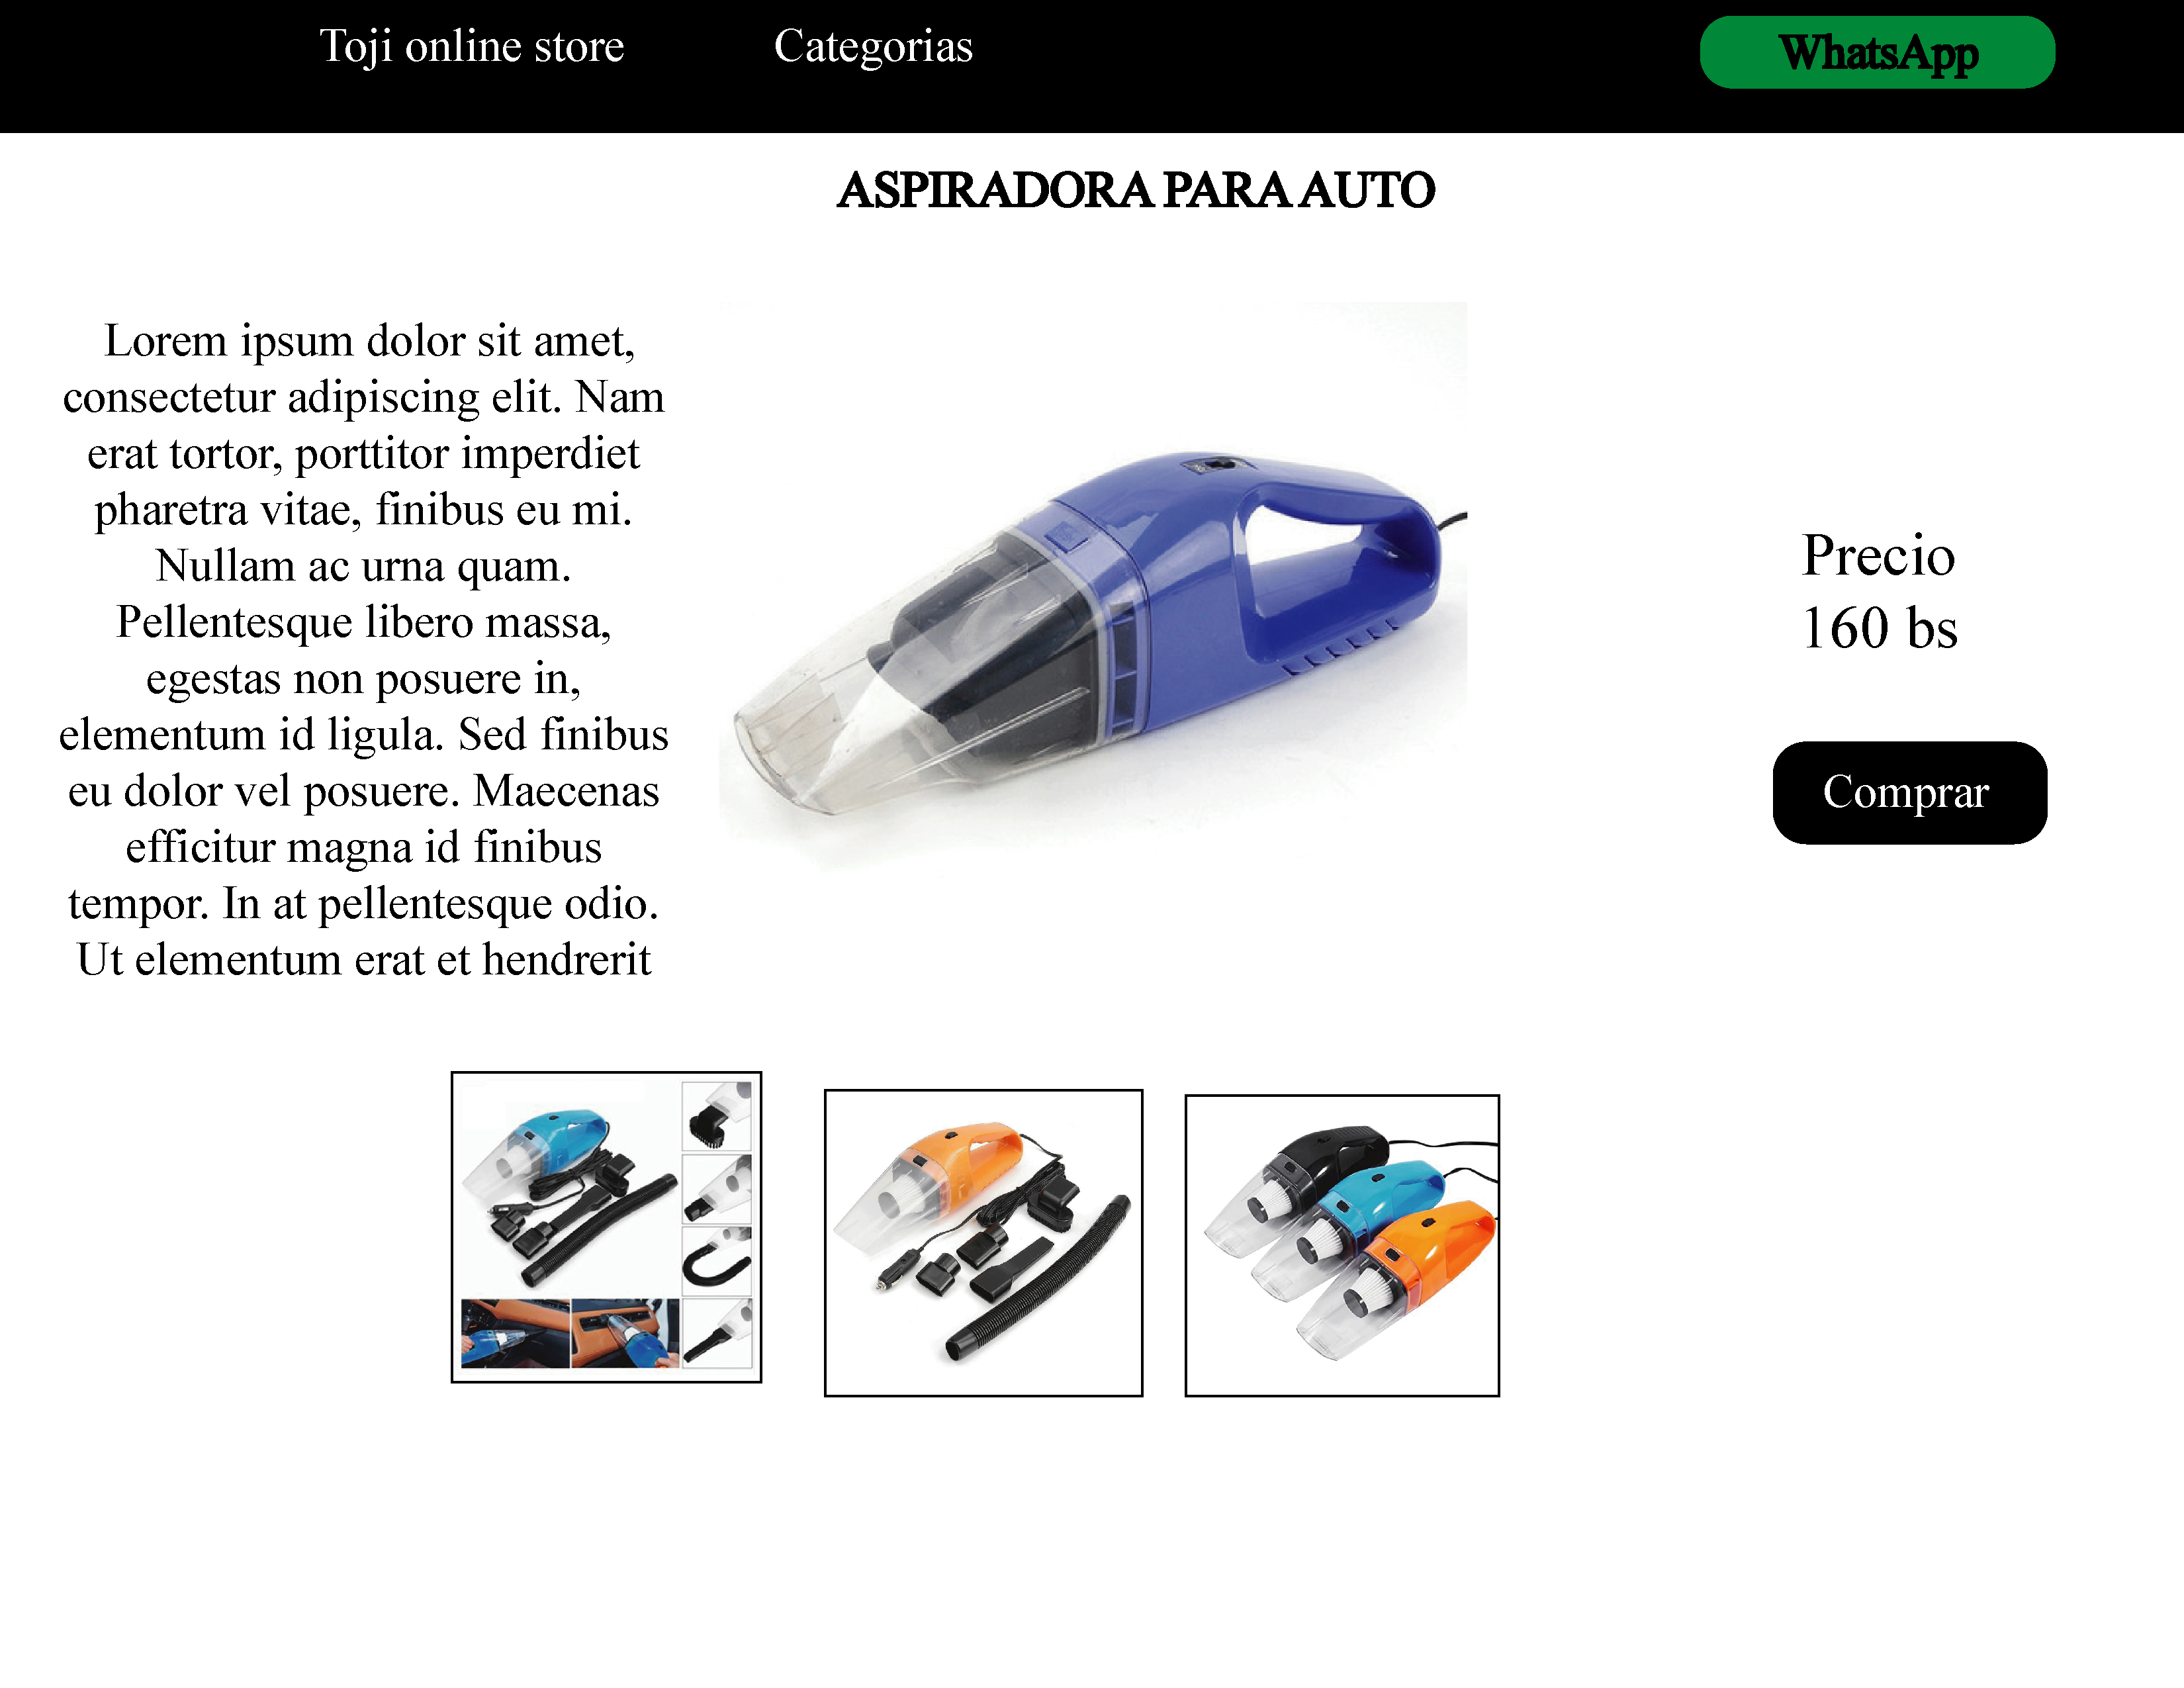 Toji online store
Categorias
WhatsApp
ASPIRADORA PARA AUTO
Lorem ipsum dolor sit amet,
consectetur adipiscing elit. Nam
erat tortor, porttitor imperdiet
pharetra vitae, finibus eu mi.
Nullam ac urna quam.
Pellentesque libero massa,
egestas non posuere in,
elementum id ligula. Sed finibus
eu dolor vel posuere. Maecenas
efficitur magna id finibus
tempor. In at pellentesque odio.
Ut elementum erat et hendrerit
Precio
160 bs
Comprar